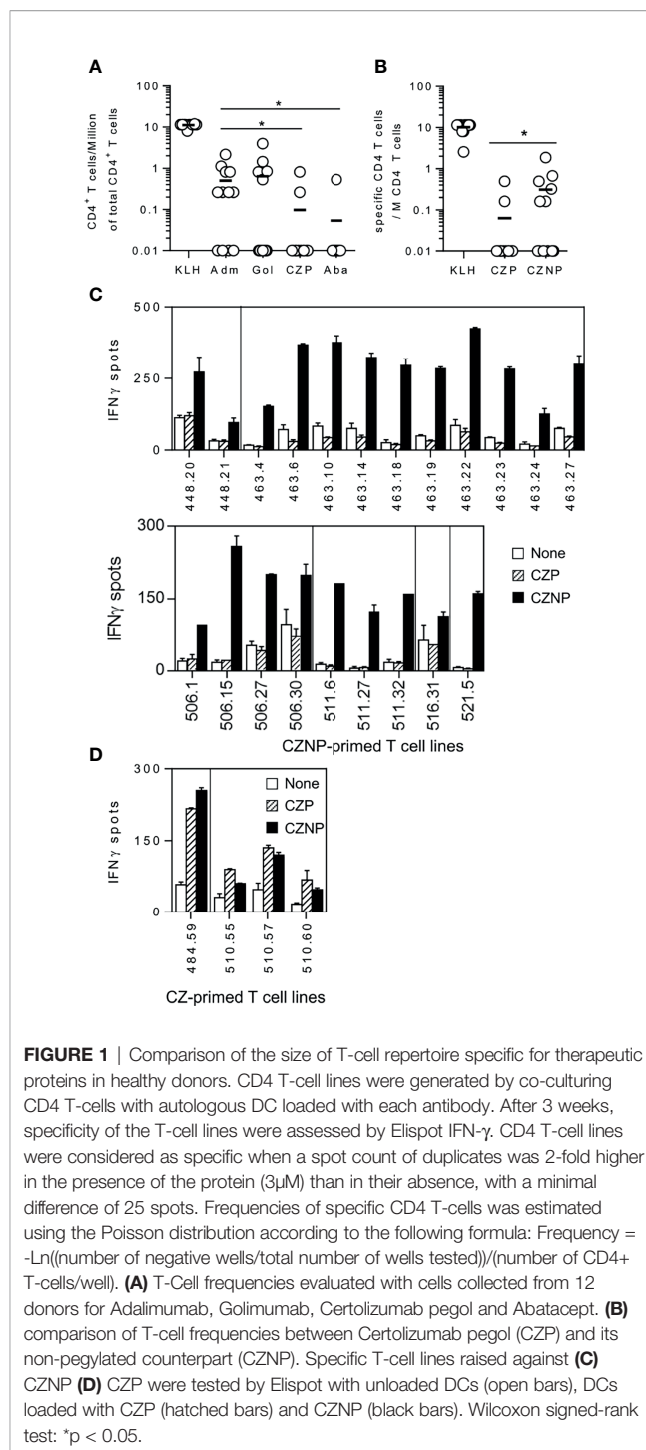 A
B
CD4+ T cells/Million
of total CD4+ T cells
100
10
1
0.1
0.01
KLH Adm Gol CZP Aba
*
*
specific CD4 T cells
/ M CD4 T cells
100
10
1
0.1
0.01
KLH CZP CZNP
*
C
IFNγ spots
500
250
0
448.20 448.21 463.4 463.6 463.10 463.14 463.18 463.19 463.22 463.23 463.24 463.27
IFNγ spots
300
150
0
None
CZP
CZNP
506.1 506.15 506.27 506.30 511.6 511.27 511.32 516.31 521.5
CZNP-primed T cell lines
D
IFNγ spots
300
150
0
None
CZP
CZNP
484.59 510.55 510.57 510.60
CZ-primed T cell lines
FIGURE 1 | Comparison of the size of T-cell repertoire specific for therapeutic
proteins in healthy donors. CD4 T-cell lines were generated by co-culturing
CD4 T-cells with autologous DC loaded with each antibody. After 3 weeks,
specificity of the T-cell lines were assessed by Elispot IFN-γ. CD4 T-cell lines
were considered as specific when a spot count of duplicates was 2-fold higher
in the presence of the protein (3µM) than in their absence, with a minimal
difference of 25 spots. Frequencies of specific CD4 T-cells was estimated
using the Poisson distribution according to the following formula: Frequency =
-Ln((number of negative wells/total number of wells tested))/(number of CD4+
T-cells/well). (A) T-Cell frequencies evaluated with cells collected from 12
donors for Adalimumab, Golimumab, Certolizumab pegol and Abatacept. (B)
comparison of T-cell frequencies between Certolizumab pegol (CZP) and its
non-pegylated counterpart (CZNP). Specific T-cell lines raised against (C)
CZNP (D) CZP were tested by Elispot with unloaded DCs (open bars), DCs
loaded with CZP (hatched bars) and CZNP (black bars). Wilcoxon signed-rank
test: *p < 0.05.